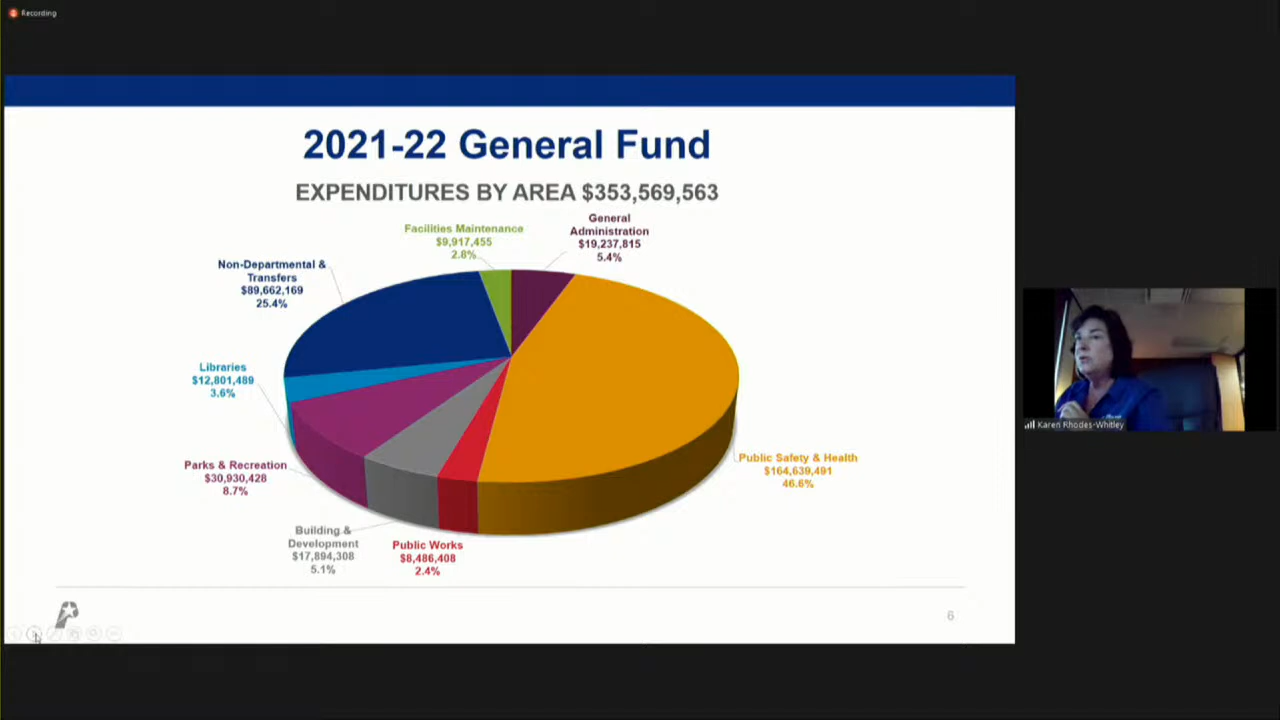 Recording
2021-22 General Fund
EXPENDITURES BY AREA $353,569,563
General
Administration
$19,237,815
5.4%
Facilities Maintenance
$9,917,455
2.8%
Non-Departmental &
Transfers
$89,662,169
25.4%
Libraries
$12,801,489
3.6%
Parks & Recreation
$30,930,428
8.7%
Building &
Development
$17,894,308
5.1%
Public Works
$8,486,408
2.4%
Public Safety & Health
$164,639,491
46.6%
6
Karen Rhodes-Whitley